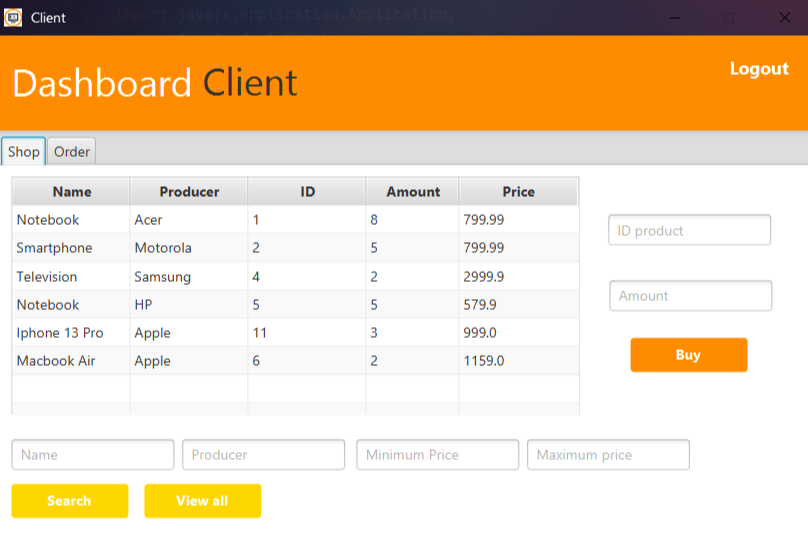 Client
import javafx.application.Application;
Dashboard Client
Logout
Shop Order
Name Producer ID Amount Price
Notebook Acer 1 8 799.99
Smartphone Motorola 2 5 799.99
Television Samsung 4 2 2999.9
Notebook HP 5 5 579.9
Iphone 13 Pro Apple 11 3 999.0
Macbook Air Apple 6 2 1159.0
ID product
Amount
Buy
Name Producer Minimum Price Maximum price
Search View all